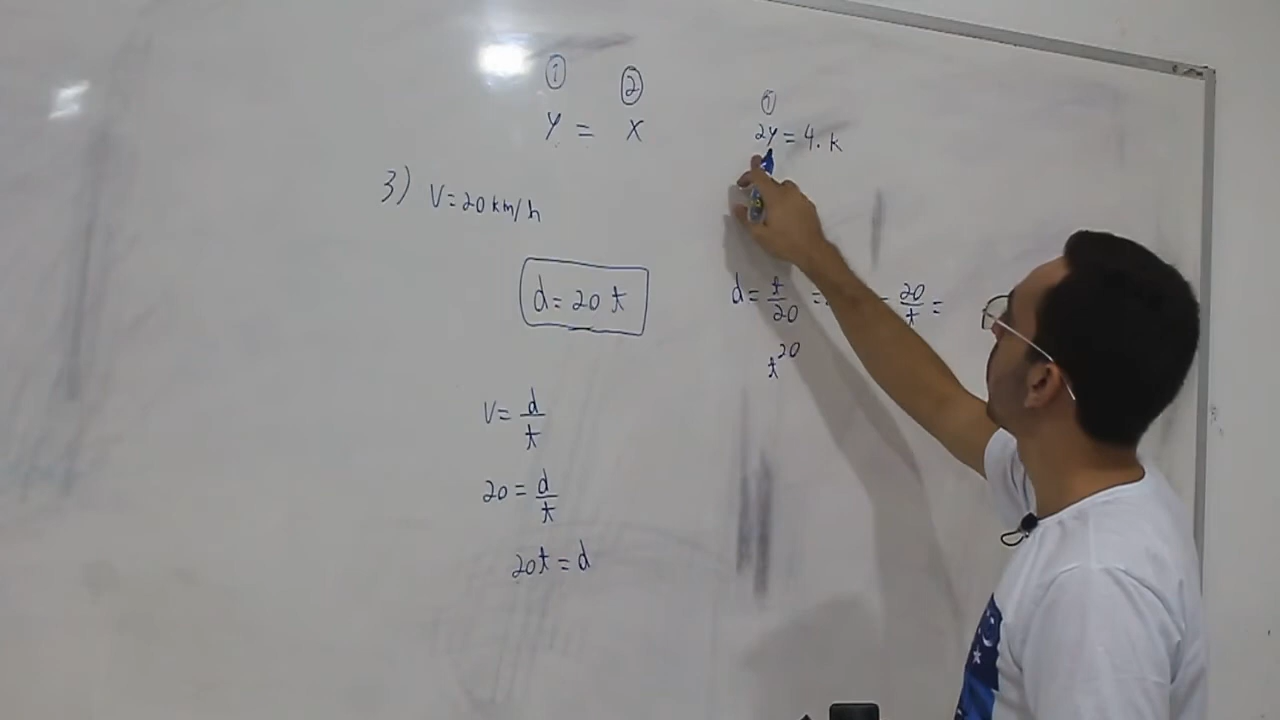 ① ②
y = x
①
2y = 4. k
3) V = 20 km/h
d = 20 t
d = t/20 = 20/t =
t^20
V = d/t
20 = d/t
20t = d